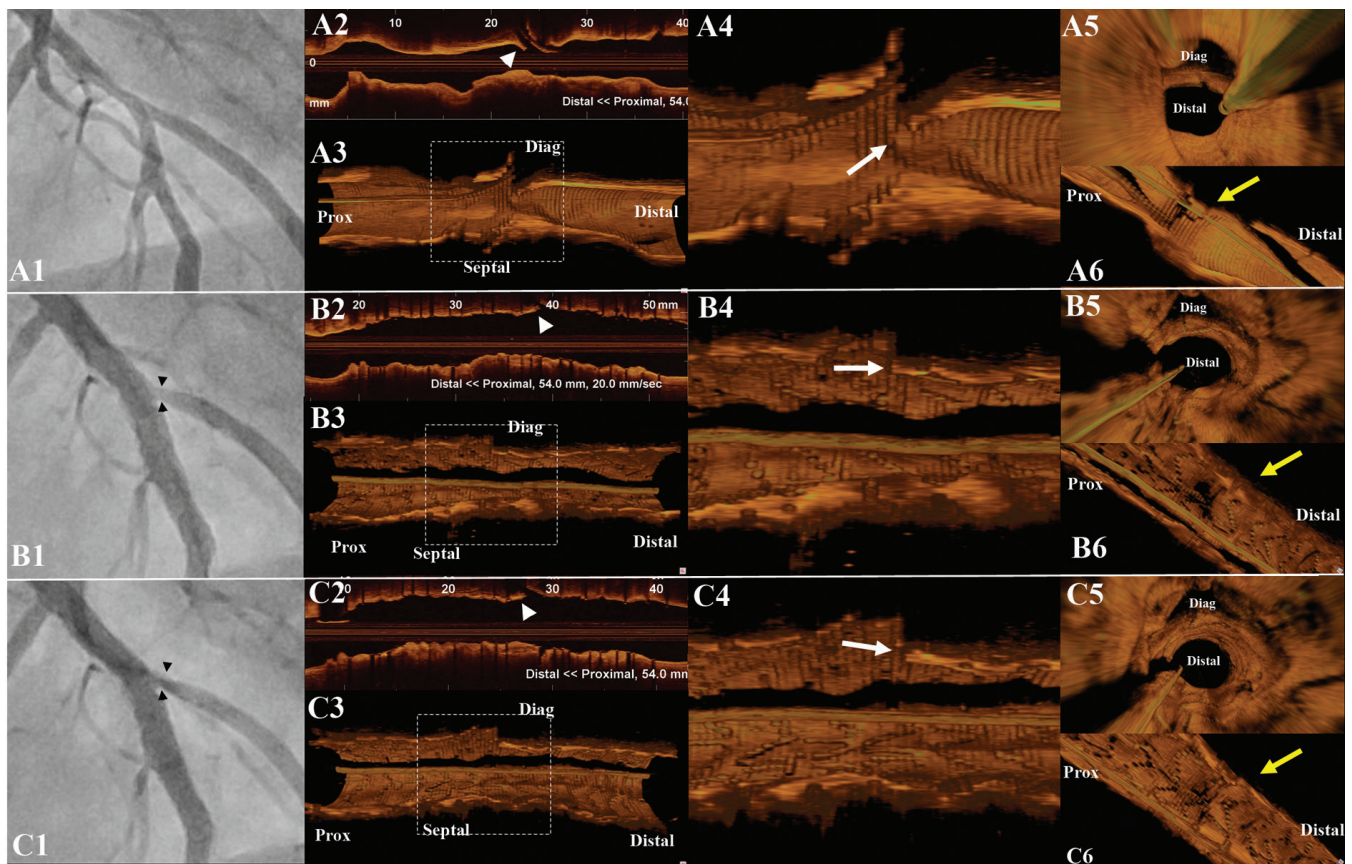 A1
A2
10 20 30 40
0
mm
Distal << Proximal, 54.0
A3
Diag
Prox
Distal
Septal
A4
A5
Diag
Distal
Prox
Distal
A6
B1
B2
20 30 40 50 mm
Distal << Proximal, 54.0 mm, 20.0 mm/sec
B3
Diag
Prox
Septal
Distal
B4
B5
Diag
Distal
Prox
Distal
B6
C1
C2
20 30
Distal << Proximal, 54.0 mm
C3
Diag
Septal
Prox
Distal
C4
C5
Diag
Distal
Prox
Distal
C6